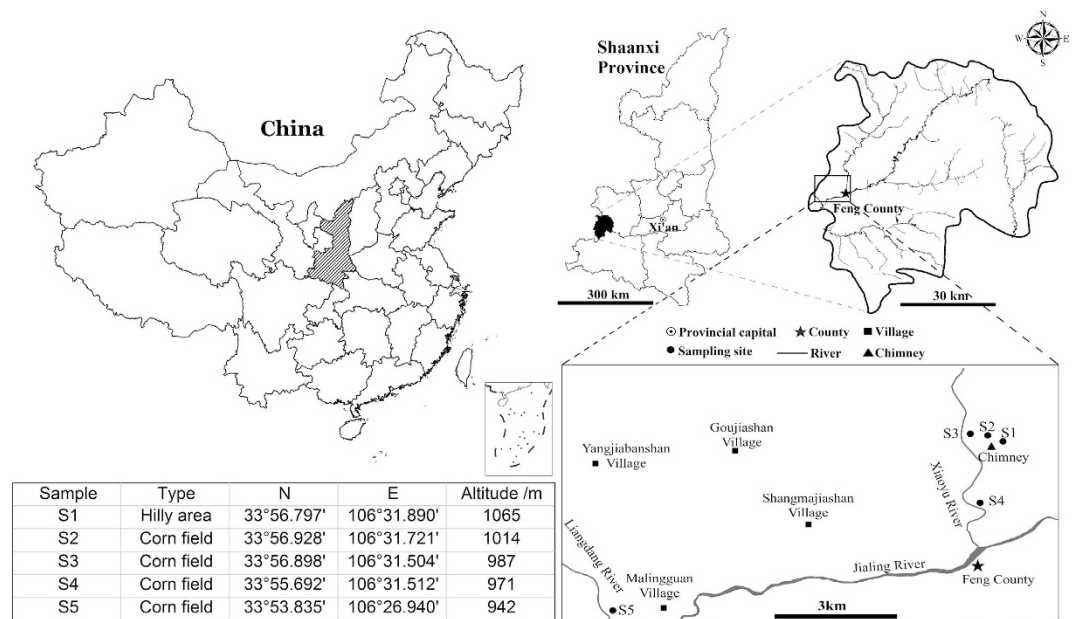 China
Shaanxi
Province
Xi'an
300 km
N
W E
S
Feng County
30 km
Provincial capital County Village
Sampling site River Chimney
Yangjiabanshan
Village
Goujiashan
Village
Shangmajiashan
Village
S3 S2 S1
Chimney
Xiaoyu River
S4
Liangdang River
Malingguan
Village
S5
Jialing River
Feng County
3km
Sample Type N E Altitude /m
S1 Hilly area 33°56.797' 106°31.890' 1065
S2 Corn field 33°56.928' 106°31.721' 1014
S3 Corn field 33°56.898' 106°31.504' 987
S4 Corn field 33°55.692' 106°31.512' 971
S5 Corn field 33°53.835' 106°26.940' 942